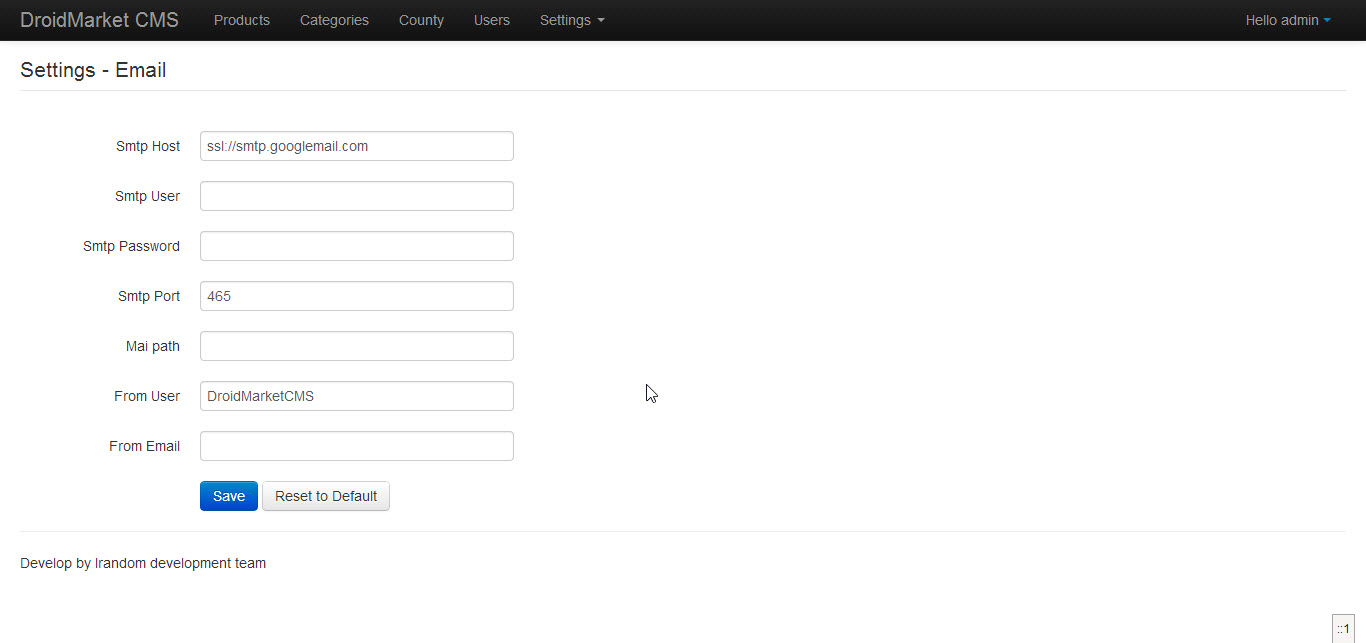 DroidMarket CMS Products Categories County Users Settings Hello admin
Settings - Email
Smtp Host ssl://smtp.googlemail.com
Smtp User
Smtp Password
Smtp Port 465
Mai path
From User DroidMarketCMS
From Email
Save Reset to Default
Develop by lrandom development team
::1